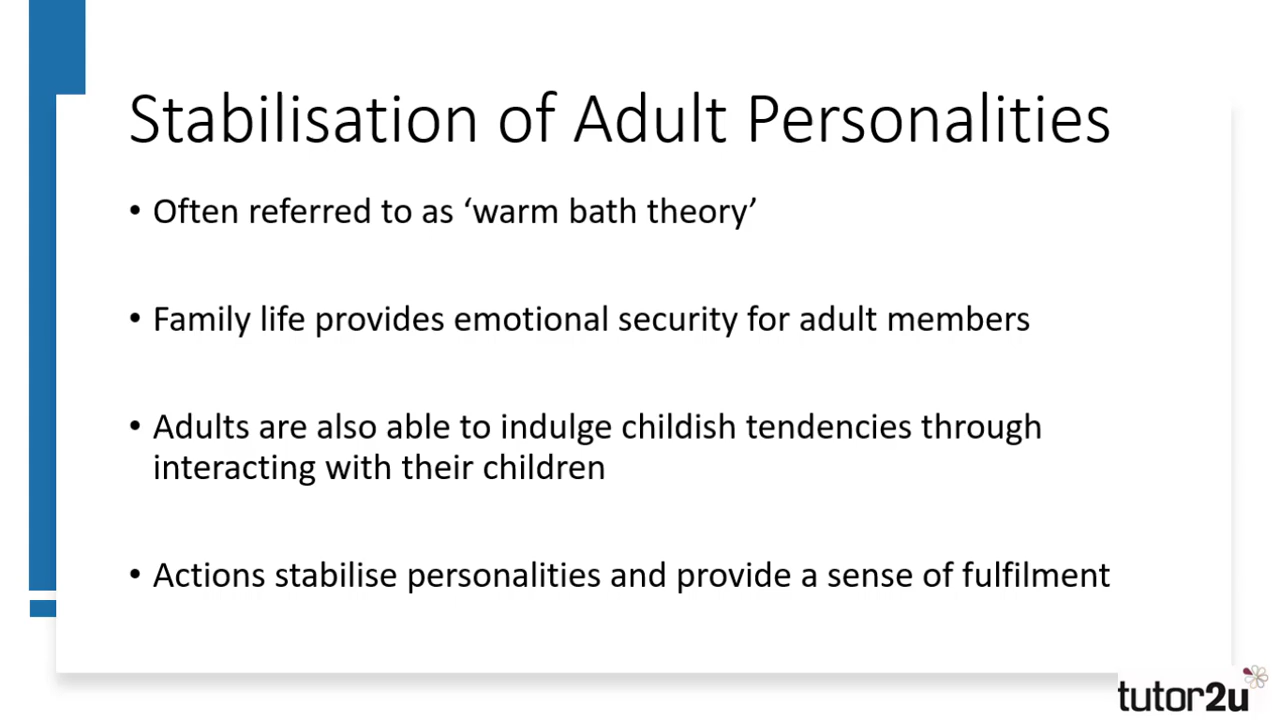 Stabilisation of Adult Personalities
• Often referred to as ‘warm bath theory’
• Family life provides emotional security for adult members
• Adults are also able to indulge childish tendencies through
interacting with their children
• Actions stabilise personalities and provide a sense of fulfilment
tutor2u